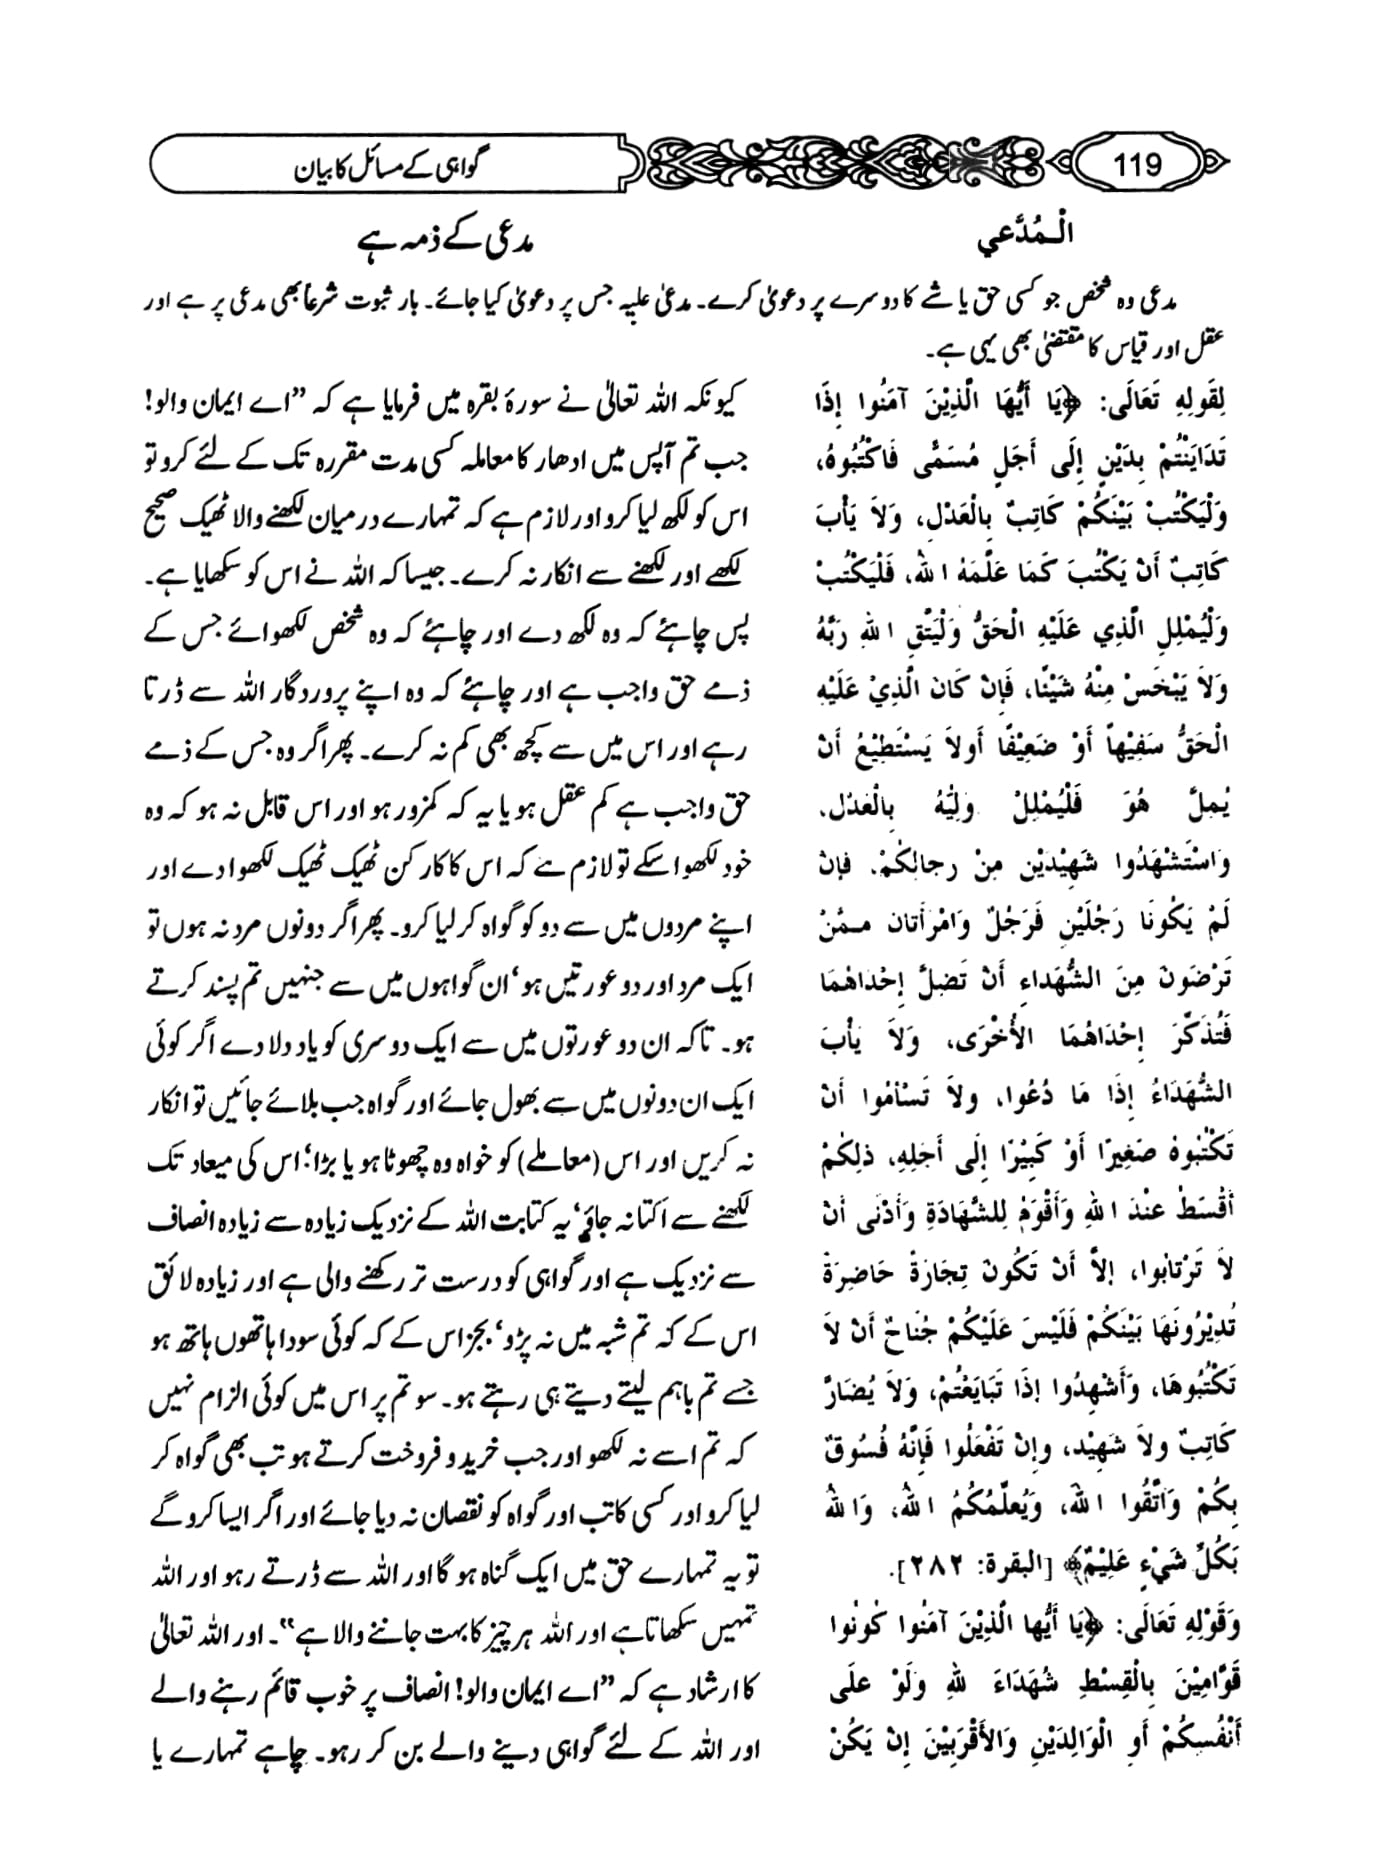 119
گواہی کے مسائل کا بیان
الْـمُدَّعي
مدعی کے ذمہ ہے
مدعی وہ شخص جو کسی حق یا شے کا دوسرے پر دعویٰ کرے۔ مدعیٰ علیہ جس پر دعویٰ کیا جائے۔ بار ثبوت شرعاً بھی مدعی پر ہے اور
عقل اور قیاس کا مقتضیٰ بھی یہی ہے۔
لِقَولِهِ تَعَالَى: ﴿يَا أَيُّهَا الَّذِيْنَ آمَنُوا إِذَا
تَدَايَنْتُمْ بِدَيْنٍ إِلَى أَجَلٍ مُسَمًّى فَاكْتُبُوهُ،
وَلْيَكْتُبْ بَيْنَكُمْ كَاتِبٌ بِالْعَدْلِ، وَلاَ يَأْبَ
كَاتِبٌ أَنْ يَكْتُبَ كَمَا عَلَّمَهُ اللهُ، فَلْيَكْتُبْ
وَلْيُمْلِلِ الَّذِي عَلَيْهِ الْحَقُّ وَلْيَتَّقِ اللهِ رَبَّهُ
وَلاَ يَبْخَسْ مِنْهُ شَيْئًا، فَإِنْ كَانَ الَّذِيْ عَلَيْهِ
الْحَقُّ سَفِيْهاً أَوْ ضَعِيْفًا أَولاَ يَسْتَطِيْعُ أَنْ
يُمِلَّ هُوَ فَلْيُمْلِلْ وَلِيُّهُ بِالْعَدْلِ.
وَاسْتَشْهَدُوا شَهِيْدَيْنِ مِنْ رِجَالِكُمْ. فَإِنْ
لَمْ يَكُونَا رَجُلَيْنِ فَرَجُلٌ وَامْرَأَتَان مِـمَّنْ
تَرْضَونَ مِنَ الشُّهَدَاءِ أَنْ تَضِلَّ إِحْدَاهُمَا
فَتُذَكِّرَ إِحْدَاهُمَا الأُخْرَى، وَلاَ يَأْبَ
الشُّهَدَاءُ إِذَا مَا دُعُوا، ولاَ تَسْأَمُوا أَنْ
تَكْتُبُوهُ صَغِيْرًا أَوْ كَبِيْرًا إِلَى أَجَلِهِ، ذلِكُمْ
أَقْسَطُ عِنْدَ اللهِ وَأَقْوَمُ لِلشَّهَادَةِ وَأَدْنَى أَنْ
لاَ تَرْتَابُوا، إِلاَّ أَنْ تَكُونَ تِجَارَةً حَاضِرَةً
تُدِيْرُونَهَا بَيْنَكُمْ فَلَيْسَ عَلَيْكُمْ جُنَاحٌ أَنْ لاَ
تَكْتُبُوهَا، وَأَشْهِدُوا إِذَا تَبَايَعْتُمْ، وَلاَ يُضَارَّ
كَاتِبٌ ولاَ شَهِيْد، وإِنْ تَفْعَلُوا فَإِنَّهُ فُسُوقٌ
بِكُمْ وَاتَّقُوا اللهَ، وَيُعلِّمُكُمُ اللهُ، وَاللهُ
بَكُلِّ شَيْءٍ عَلِيْمٌ﴾ [البقرة: ٢٨٢].
وَقَوْلِهِ تَعَالَى: ﴿يَا أَيُّها الَّذِيْنَ آمَنُوا كُونُوا
قَوَّامِيْنَ بِالْقِسْطِ شُهَدَاءَ للهِ وَلَوْ علَى
أَنْفُسِكُمْ أَوِ الْوَالِدَيْنِ وَالأَقْرَبِيْنَ إِنْ يَكُنْ
کیونکہ اللہ تعالیٰ نے سورۂ بقرہ میں فرمایا ہے کہ ”اے ایمان والو!
جب تم آپس میں ادھار کا معاملہ کسی مدت مقررہ تک کے لئے کرو تو
اس کو لکھ لیا کرو اور لازم ہے کہ تمہارے درمیان لکھنے والا ٹھیک صحیح
لکھے اور لکھنے سے انکار نہ کرے۔ جیسا کہ اللہ نے اس کو سکھایا ہے۔
پس چاہئے کہ وہ لکھ دے اور چاہئے کہ وہ شخص لکھوائے جس کے
ذمے حق واجب ہے اور چاہئے کہ وہ اپنے پروردگار اللہ سے ڈرتا
رہے اور اس میں سے کچھ بھی کم نہ کرے۔ پھر اگر وہ جس کے ذمے
حق واجب ہے کم عقل ہو یا یہ کہ کمزور ہو اور اس قابل نہ ہو کہ وہ
خود لکھوا سکے تو لازم ہے کہ اس کا کارکن ٹھیک ٹھیک لکھوا دے اور
اپنے مردوں میں سے دو کو گواہ کر لیا کرو۔ پھر اگر دونوں مرد نہ ہوں تو
ایک مرد اور دو عورتیں ہو‘ ان گواہوں میں سے جنہیں تم پسند کرتے
ہو۔ تاکہ ان دو عورتوں میں سے ایک دوسری کو یاد دلا دے اگر کوئی
ایک ان دونوں میں سے بھول جائے اور گواہ جب بلائے جائیں تو انکار
نہ کریں اور اس (معاملے) کو خواہ وہ چھوٹا ہو یا بڑا‘ اس کی میعاد تک
لکھنے سے اکتا نہ جاؤ‘ یہ کتابت اللہ کے نزدیک زیادہ سے زیادہ انصاف
سے نزدیک ہے اور گواہی کو درست تر رکھنے والی ہے اور زیادہ لائق
اس کے کہ تم شبہ میں نہ پڑو‘ بجز اس کے کہ کوئی سودا ہاتھوں ہاتھ ہو
جسے تم باہم لیتے دیتے ہی رہتے ہو۔ سو تم پر اس میں کوئی الزام نہیں
کہ تم اسے نہ لکھو اور جب خرید و فروخت کرتے ہو تب بھی گواہ کر
لیا کرو اور کسی کاتب اور گواہ کو نقصان نہ دیا جائے اور اگر ایسا کرو گے
تو یہ تمہارے حق میں ایک گناہ ہو گا اور اللہ سے ڈرتے رہو اور اللہ
تمہیں سکھاتا ہے اور اللہ ہر چیز کا بہت جاننے والا ہے“۔ اور اللہ تعالیٰ
کا ارشاد ہے کہ ”اے ایمان والو! انصاف پر خوب قائم رہنے والے
اور اللہ کے لئے گواہی دینے والے بن کر رہو۔ چاہے تمہارے یا